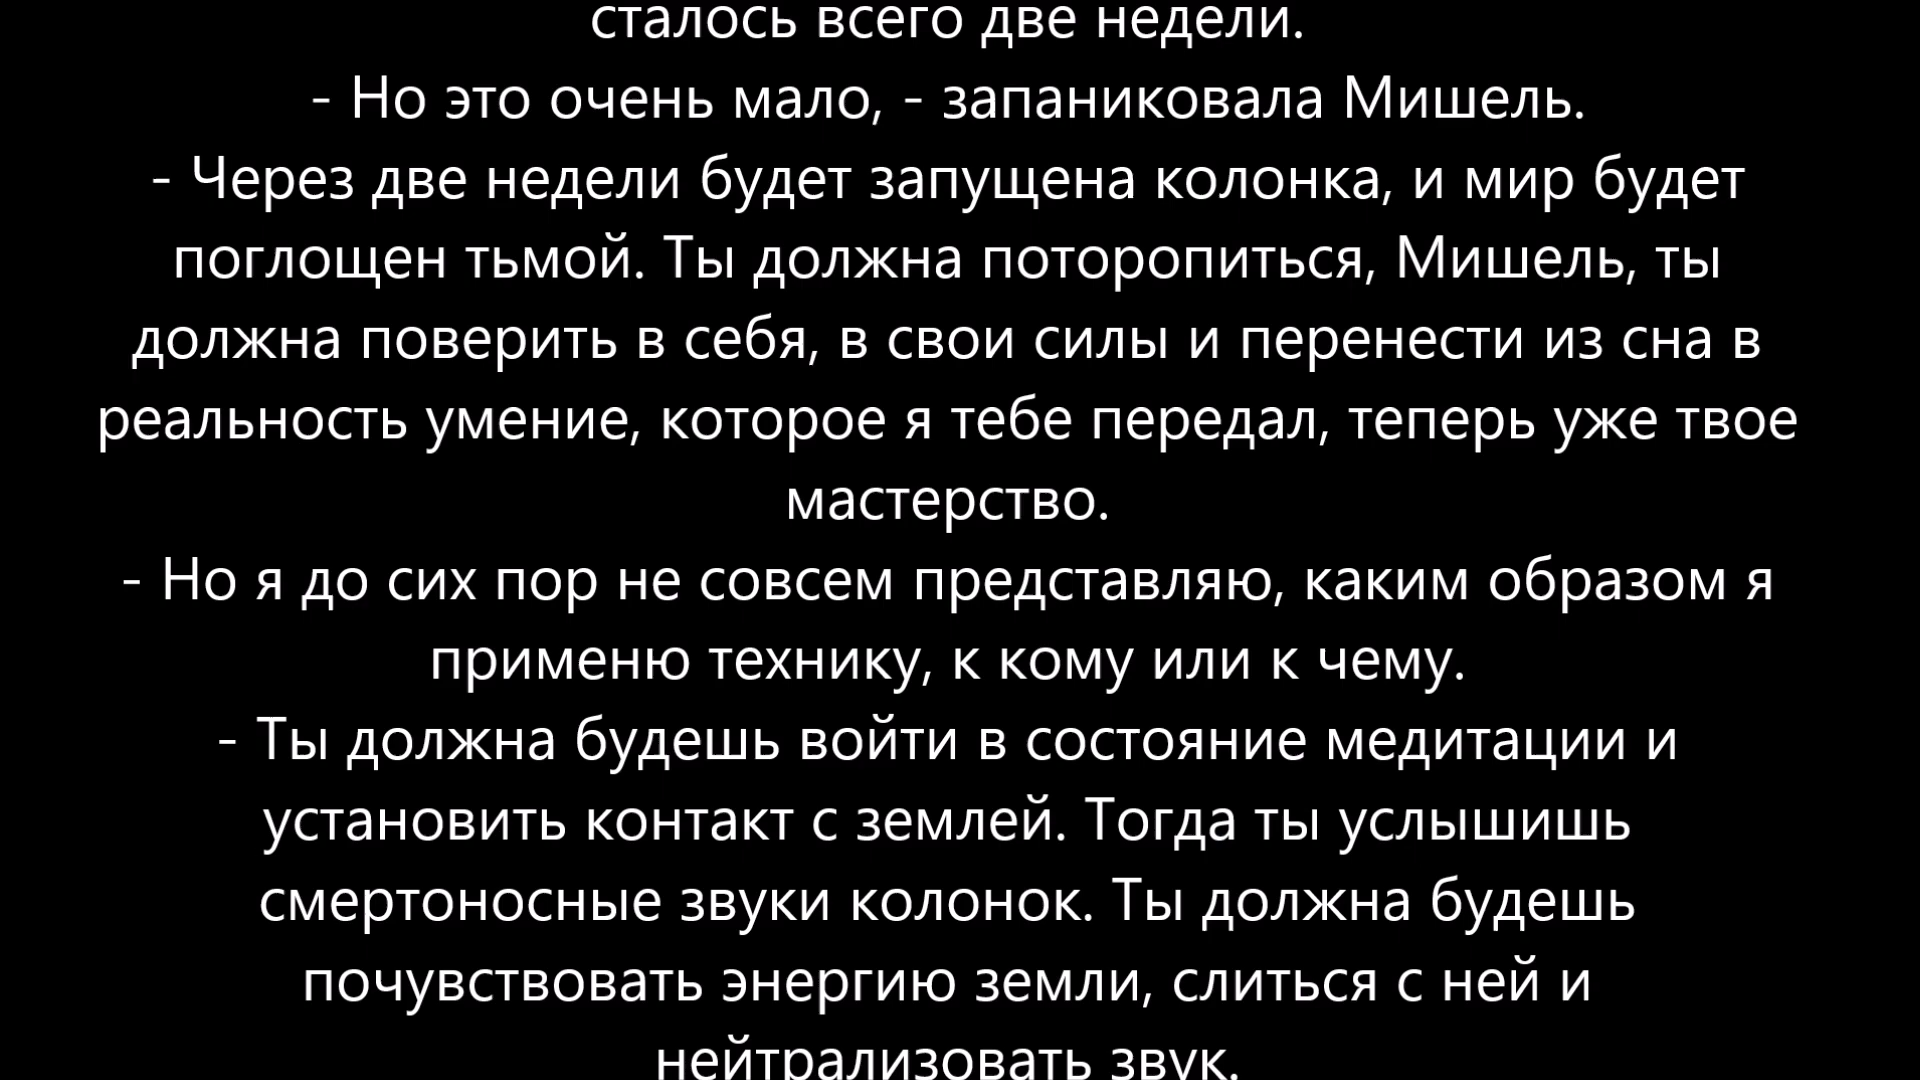 сталось всего две недели.
- Но это очень мало, - запаниковала Мишель.
- Через две недели будет запущена колонка, и мир будет
поглощен тьмой. Ты должна поторопиться, Мишель, ты
должна поверить в себя, в свои силы и перенести из сна в
реальность умение, которое я тебе передал, теперь уже твое
мастерство.
- Но я до сих пор не совсем представляю, каким образом я
применю технику, к кому или к чему.
- Ты должна будешь войти в состояние медитации и
установить контакт с землей. Тогда ты услышишь
смертоносные звуки колонок. Ты должна будешь
почувствовать энергию земли, слиться с ней и
нейтрализовать звук.